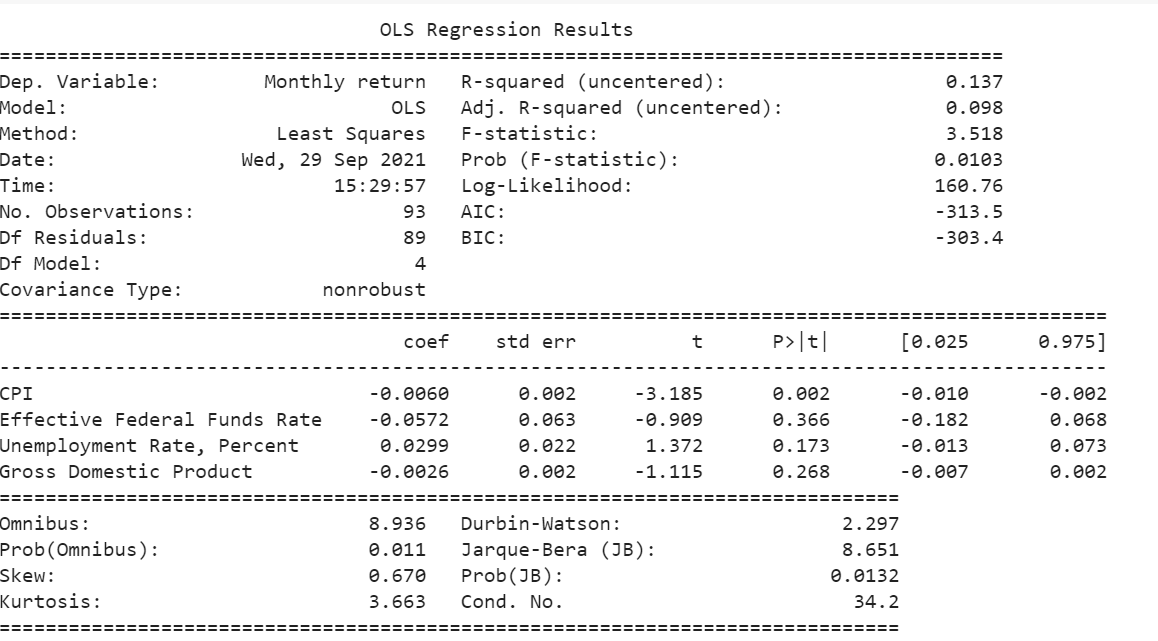 OLS Regression Results
==============================================================================
Dep. Variable: Monthly return R-squared (uncentered): 0.137
Model: OLS Adj. R-squared (uncentered): 0.098
Method: Least Squares F-statistic: 3.518
Date: Wed, 29 Sep 2021 Prob (F-statistic): 0.0103
Time: 15:29:57 Log-Likelihood: 160.76
No. Observations: 93 AIC: -313.5
Df Residuals: 89 BIC: -303.4
Df Model: 4
Covariance Type: nonrobust
==============================================================================
coef std err t P>|t| [0.025 0.975]
------------------------------------------------------------------------------
CPI -0.0060 0.002 -3.185 0.002 -0.010 -0.002
Effective Federal Funds Rate -0.0572 0.063 -0.909 0.366 -0.182 0.068
Unemployment Rate, Percent 0.0299 0.022 1.372 0.173 -0.013 0.073
Gross Domestic Product -0.0026 0.002 -1.115 0.268 -0.007 0.002
==============================================================================
Omnibus: 8.936 Durbin-Watson: 2.297
Prob(Omnibus): 0.011 Jarque-Bera (JB): 8.651
Skew: 0.670 Prob(JB): 0.0132
Kurtosis: 3.663 Cond. No. 34.2
==============================================================================